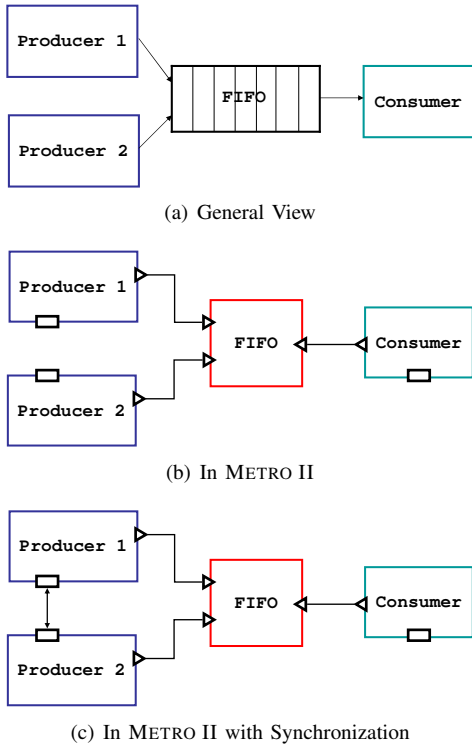 Producer 1
FIFO
Consumer
Producer 2
(a) General View
Producer 1
FIFO
Consumer
Producer 2
(b) In METRO II
Producer 1
FIFO
Consumer
Producer 2
(c) In METRO II with Synchronization